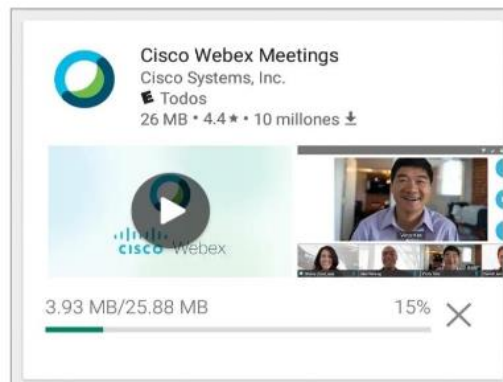 Cisco Webex Meetings
Cisco Systems, Inc.
E Todos
26 MB • 4.4 ★ • 10 millones
CISCO Webex
3.93 MB/25.88 MB 15%